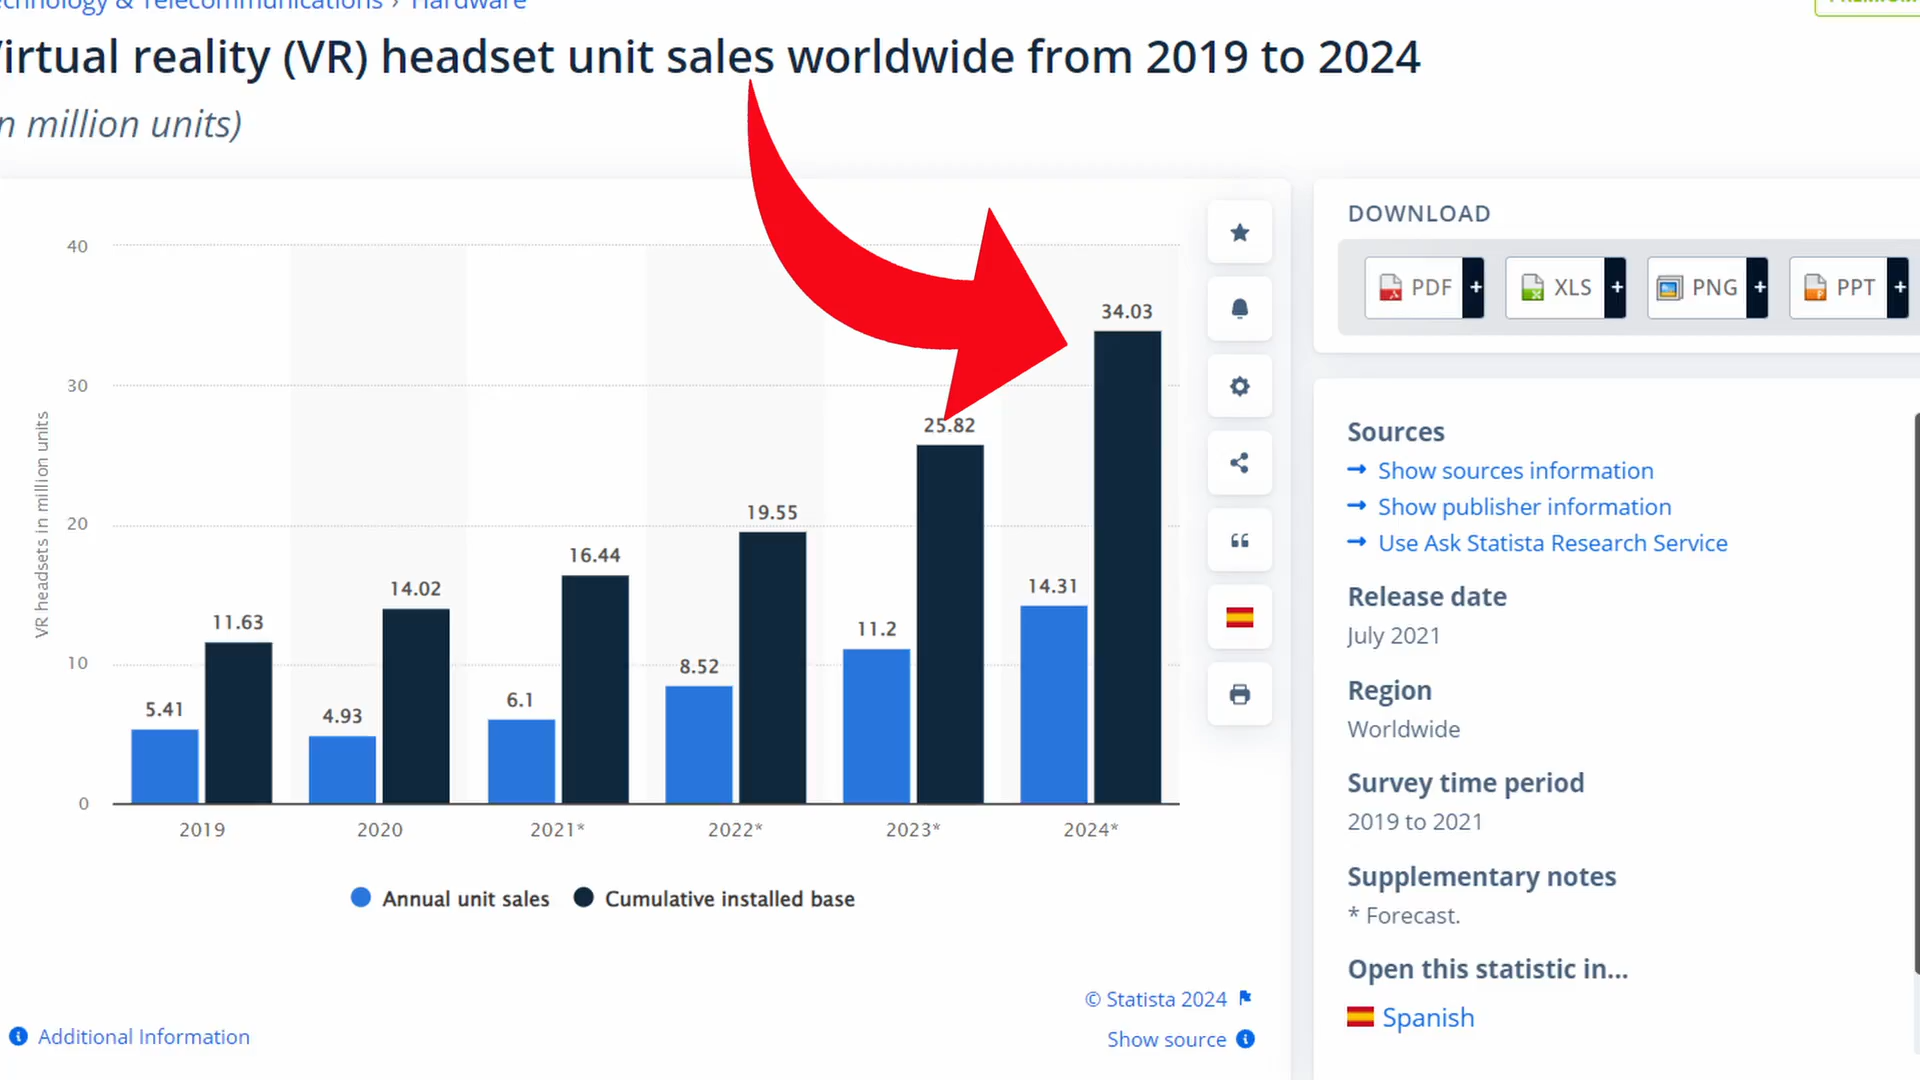 Technology & Telecommunications › Hardware
Virtual reality (VR) headset unit sales worldwide from 2019 to 2024
in million units)
DOWNLOAD
PDF + XLS + PNG + PPT +
VR headsets in million units
40
30
20
10
0
5.41
11.63
4.93
14.02
6.1
16.44
8.52
19.55
11.2
25.82
14.31
34.03
2019
2020
2021*
2022*
2023*
2024*
Annual unit sales
Cumulative installed base
© Statista 2024
Additional Information
Show source
Sources
Show sources information
Show publisher information
Use Ask Statista Research Service
Release date
July 2021
Region
Worldwide
Survey time period
2019 to 2021
Supplementary notes
* Forecast.
Open this statistic in...
Spanish